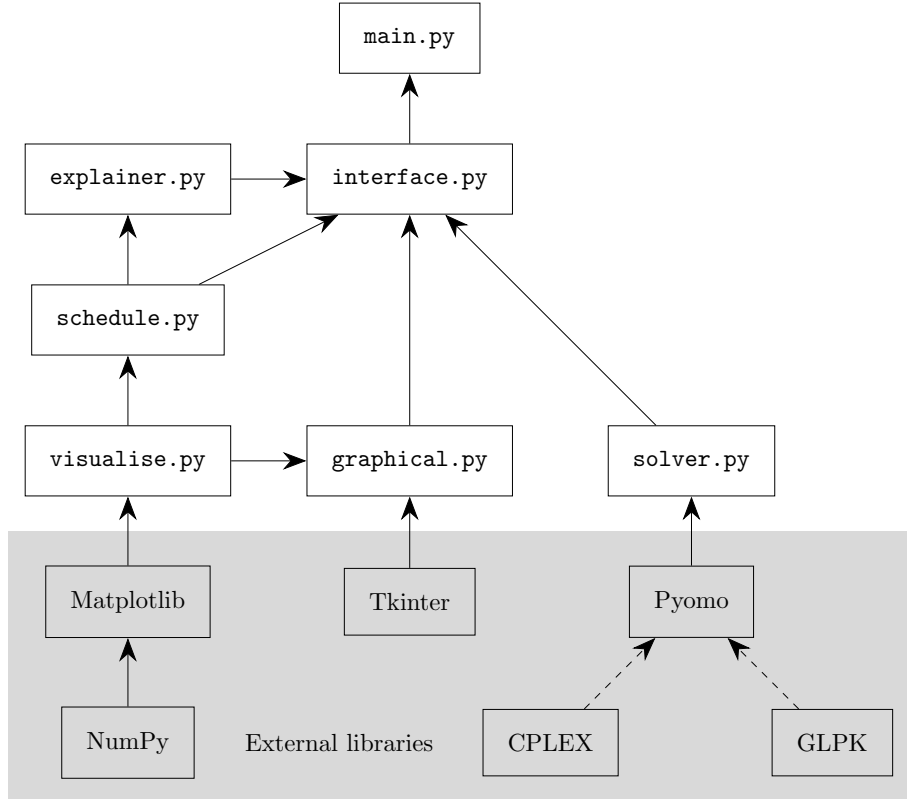 main.py
explainer.py
interface.py
schedule.py
visualise.py
graphical.py
solver.py
Matplotlib
Tkinter
Pyomo
NumPy
External libraries
CPLEX
GLPK